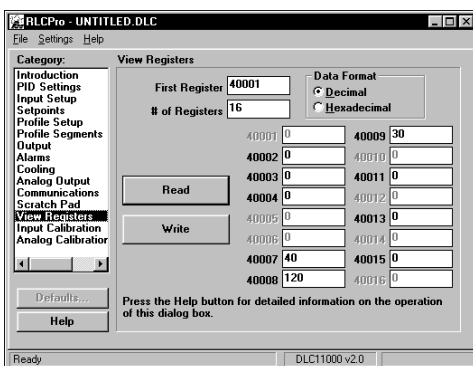 RLCPro - UNTITLED.DLC
File Settings Help
Category:
Introduction
PID Settings
Input Setup
Setpoints
Profile Setup
Profile Segments
Output
Alarms
Cooling
Analog Output
Communications
Scratch Pad
View Registers
Input Calibration
Analog Calibration
Defaults...
Help
View Registers
First Register 40001
# of Registers 16
Data Format
Decimal
Hexadecimal
Read
Write
40001 0
40002 0
40003 0
40004 0
40005 0
40006 0
40007 40
40008 120
40009 30
40010 0
40011 0
40012 0
40013 0
40014 0
40015 0
40016 0
Press the Help button for detailed information on the operation
of this dialog box.
Ready
DLC11000 v2.0